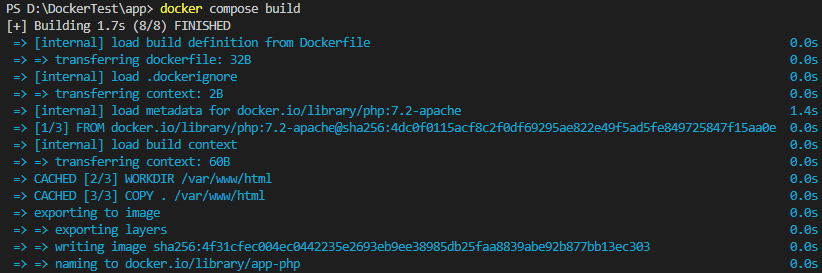 PS D:\DockerTest\app> docker compose build
[+] Building 1.7s (8/8) FINISHED
=> [internal] load build definition from Dockerfile 0.0s
=> => transferring dockerfile: 32B 0.0s
=> [internal] load .dockerignore 0.0s
=> => transferring context: 2B 0.0s
=> [internal] load metadata for docker.io/library/php:7.2-apache 1.4s
=> [1/3] FROM docker.io/library/php:7.2-apache@sha256:4dc0f0115acf8c2f0df69295ae822e49f5ad5fe849725847f15aa0e 0.0s
=> [internal] load build context 0.0s
=> => transferring context: 60B 0.0s
=> CACHED [2/3] WORKDIR /var/www/html 0.0s
=> CACHED [3/3] COPY . /var/www/html 0.0s
=> exporting to image 0.0s
=> => exporting layers 0.0s
=> => writing image sha256:4f31cfec004ec0442235e2693eb9ee38985db25faa8839abe92b877bb13ec303 0.0s
=> => naming to docker.io/library/app-php 0.0s